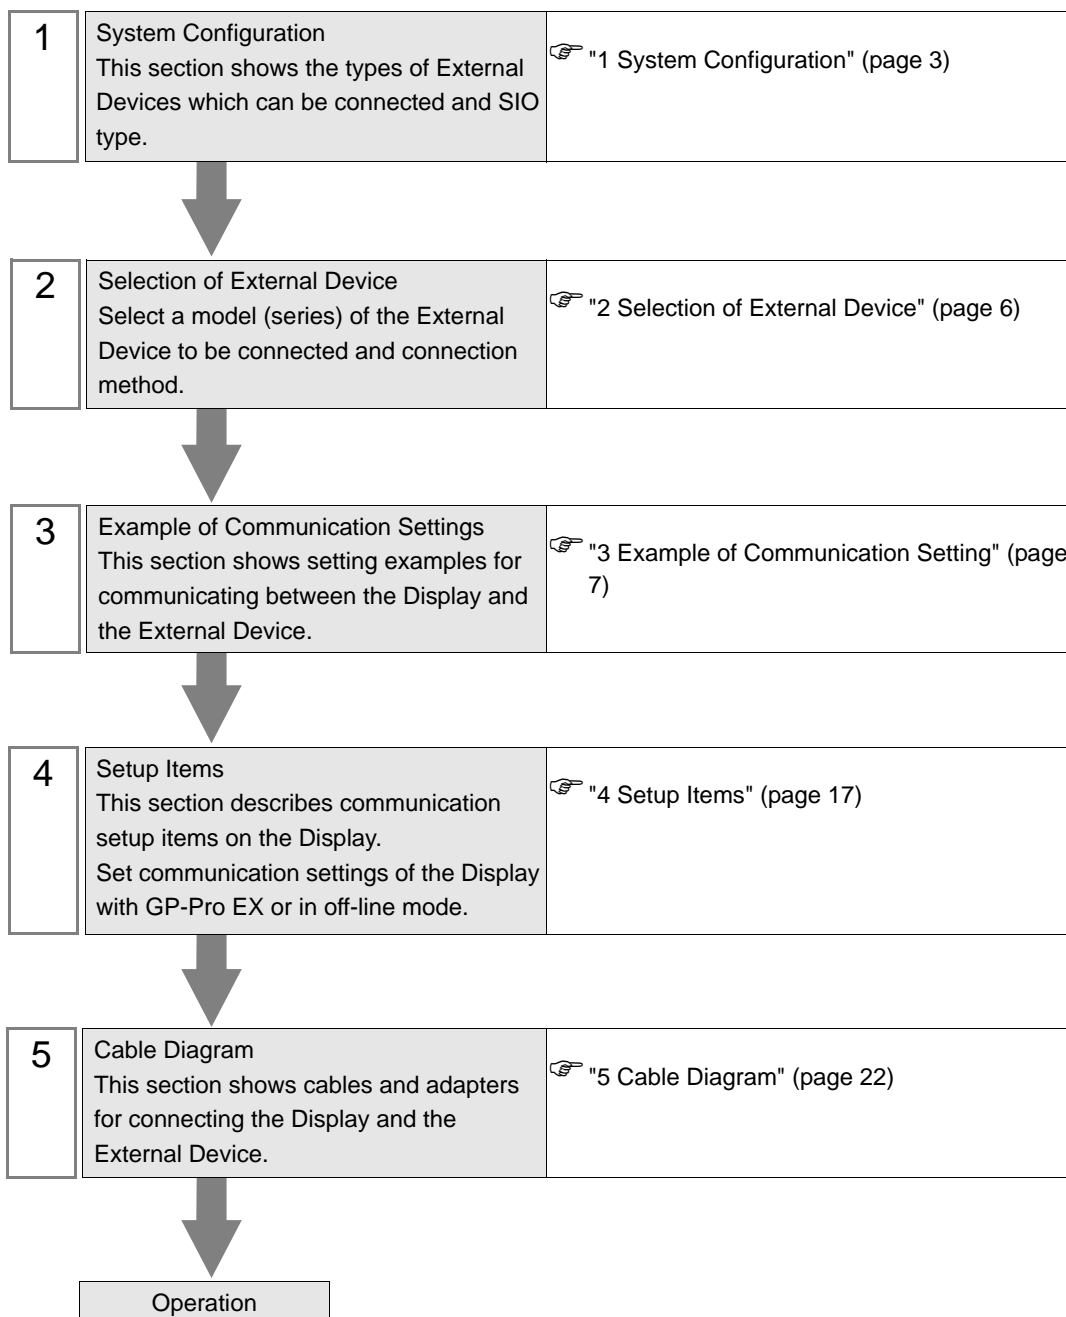 1
System Configuration
This section shows the types of External
Devices which can be connected and SIO
type.
"1 System Configuration" (page 3)
2
Selection of External Device
Select a model (series) of the External
Device to be connected and connection
method.
"2 Selection of External Device" (page 6)
3
Example of Communication Settings
This section shows setting examples for
communicating between the Display and
the External Device.
"3 Example of Communication Setting" (page
7)
4
Setup Items
This section describes communication
setup items on the Display.
Set communication settings of the Display
with GP-Pro EX or in off-line mode.
"4 Setup Items" (page 17)
5
Cable Diagram
This section shows cables and adapters
for connecting the Display and the
External Device.
"5 Cable Diagram" (page 22)
Operation